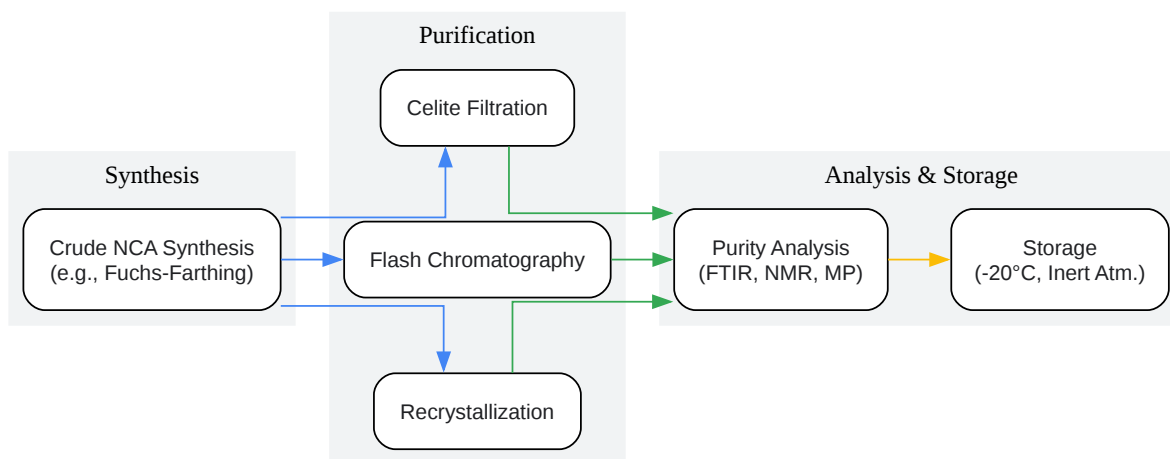 Synthesis
Crude NCA Synthesis
(e.g., Fuchs-Farthing)
Purification
Celite Filtration
Flash Chromatography
Recrystallization
Analysis & Storage
Purity Analysis
(FTIR, NMR, MP)
Storage
(-20°C, Inert Atm.)